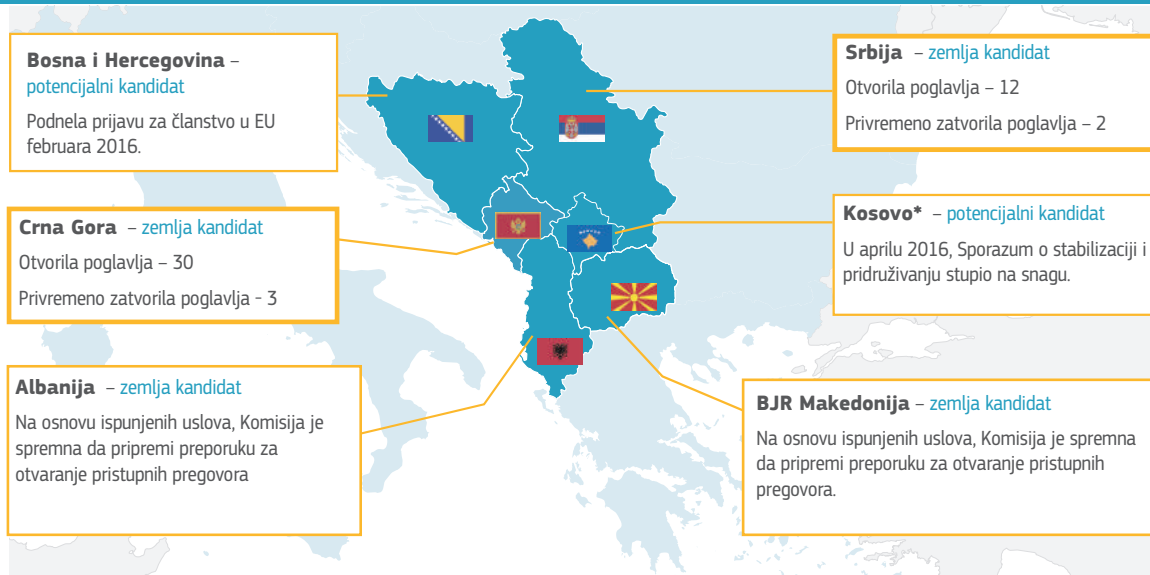 Bosna i Hercegovina –
potencijalni kandidat
Podnela prijavu za članstvo u EU
februara 2016.
Srbija – zemlja kandidat
Otvorila poglavlja – 12
Privremeno zatvorila poglavlja – 2
Crna Gora – zemlja kandidat
Otvorila poglavlja – 30
Privremeno zatvorila poglavlja - 3
Kosovo* – potencijalni kandidat
U aprilu 2016, Sporazum o stabilizaciji i
pridruživanju stupio na snagu.
Albanija – zemlja kandidat
Na osnovu ispunjenih uslova, Komisija je
spremna da pripremi preporuku za
otvaranje pristupnih pregovora
BJR Makedonija – zemlja kandidat
Na osnovu ispunjenih uslova, Komisija je spremna
da pripremi preporuku za otvaranje pristupnih
pregovora.